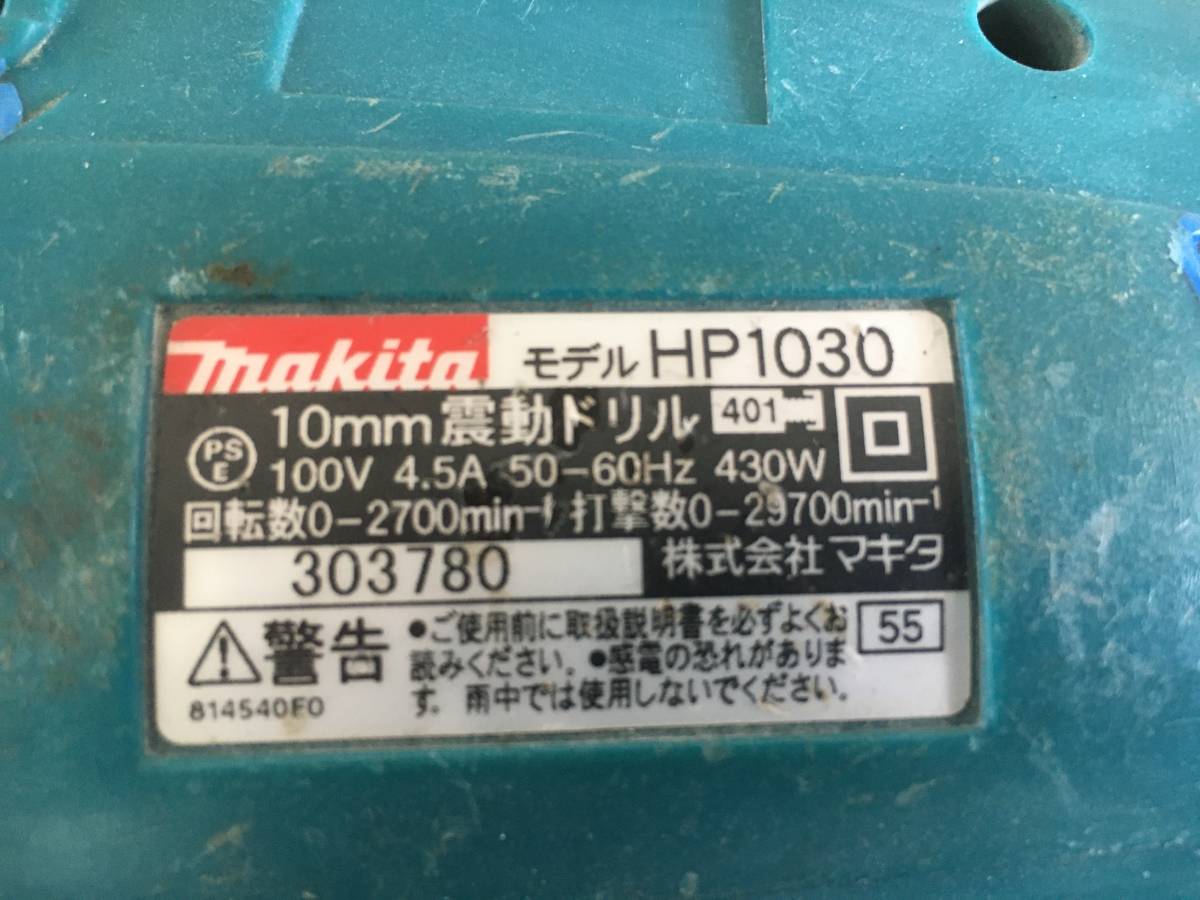 makita モデル HP1030
PS E 10mm 震動ドリル 401
100V 4.5A 50-60Hz 430W
回転数0-2700min⁻¹ 打撃数0-29700min⁻¹
303780 株式会社マキタ
警告 ●ご使用前に取扱説明書を必ずよくお
読みください。●感電の恐れがありま
す。雨中では使用しないでください。
55
814540F0